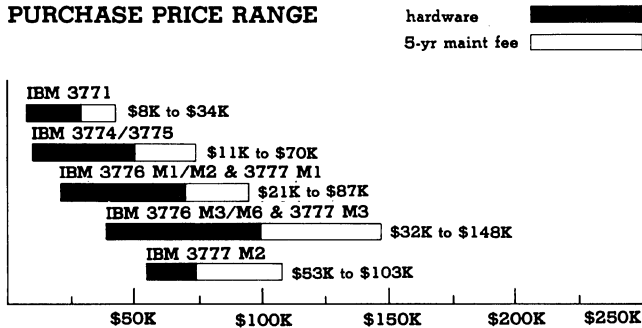 PURCHASE PRICE RANGE
hardware
5-yr maint fee
IBM 3771
$8K to $34K
IBM 3774/3775
$11K to $70K
IBM 3776 M1/M2 & 3777 M1
$21K to $87K
IBM 3776 M3/M6 & 3777 M3
$32K to $148K
IBM 3777 M2
$53K to $103K
$50K $100K $150K $200K $250K